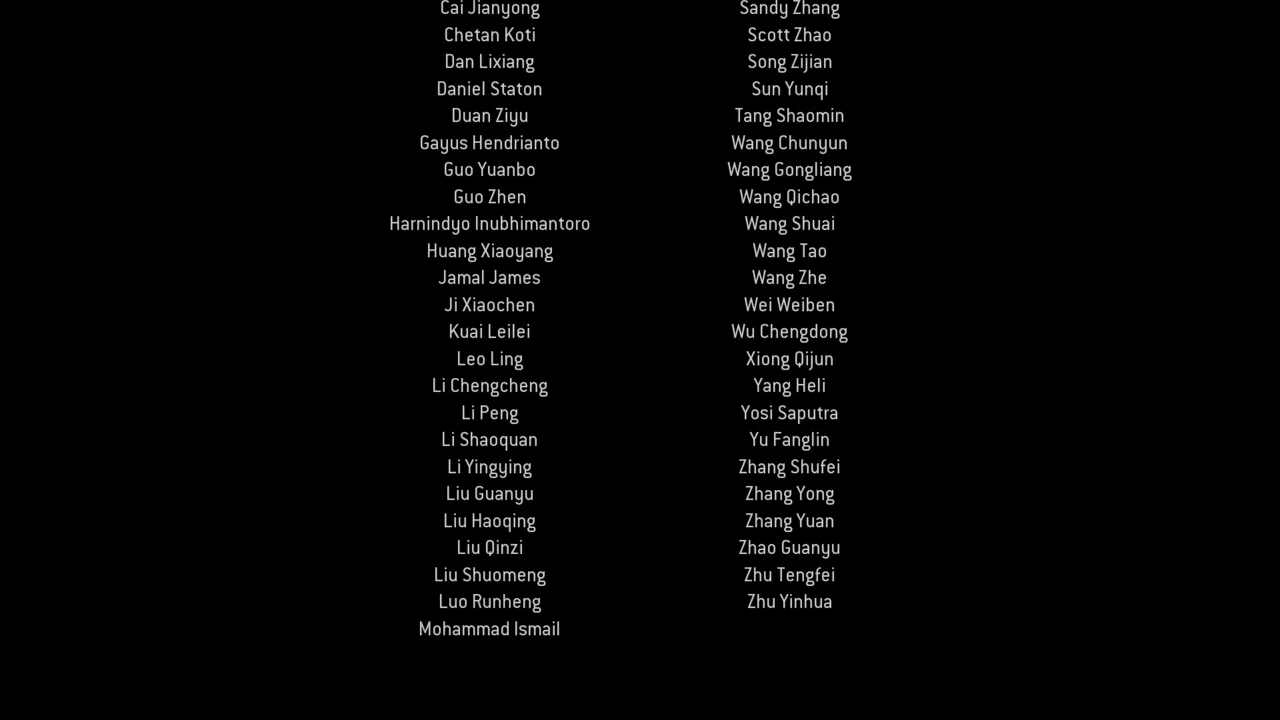 Cai Jianyong
Chetan Koti
Dan Lixiang
Daniel Staton
Duan Ziyu
Gayus Hendrianto
Guo Yuanbo
Guo Zhen
Harnindyo Inubhimantoro
Huang Xiaoyang
Jamal James
Ji Xiaochen
Kuai Leilei
Leo Ling
Li Chengcheng
Li Peng
Li Shaoquan
Li Yingying
Liu Guanyu
Liu Haoqing
Liu Qinzi
Liu Shuomeng
Luo Runheng
Mohammad Ismail
Sandy Zhang
Scott Zhao
Song Zijian
Sun Yunqi
Tang Shaomin
Wang Chunyun
Wang Gongliang
Wang Qichao
Wang Shuai
Wang Tao
Wang Zhe
Wei Weiben
Wu Chengdong
Xiong Qijun
Yang Heli
Yosi Saputra
Yu Fanglin
Zhang Shufei
Zhang Yong
Zhang Yuan
Zhao Guanyu
Zhu Tengfei
Zhu Yinhua